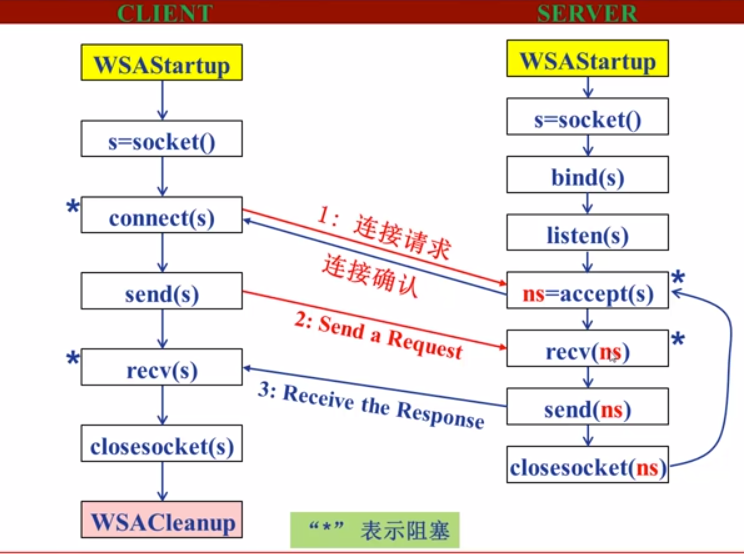 CLIENT
SERVER
WSAStartup
s=socket()
* connect(s)
send(s)
* recv(s)
closesocket(s)
WSACleanup
1：连接请求
连接确认
2: Send a Request
3: Receive the Response
WSAStartup
s=socket()
bind(s)
listen(s)
ns=accept(s) *
recv(ns) *
send(ns)
closesocket(ns)
“*” 表示阻塞